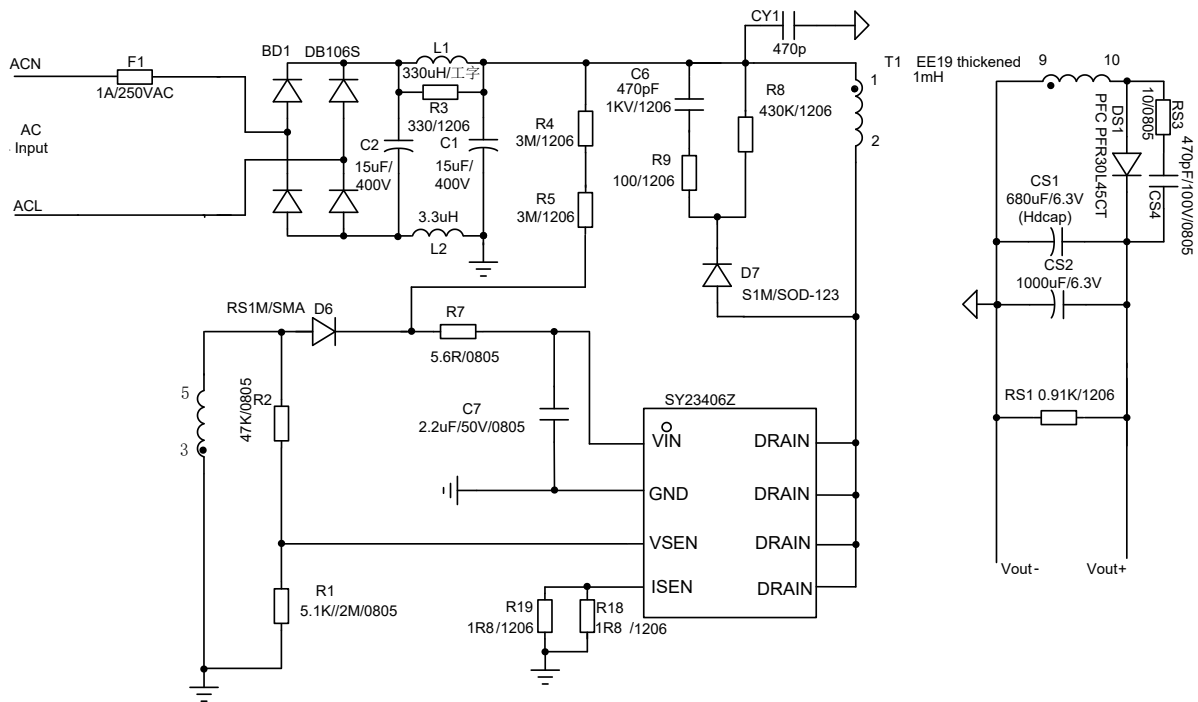 ACN
F1
1A/250VAC
AC
Input
ACL
BD1
DB106S
L1
330uH/工字
R3
330/1206
C2
15uF/
400V
C1
15uF/
400V
3.3uH
L2
R4
3M/1206
R5
3M/1206
C6
470pF
1KV/1206
R9
100/1206
CY1
470p
R8
430K/1206
D7
S1M/SOD-123
T1 EE19 thickened
1mH
1
2
9
10
RS3
10/0805
DS1
PFC PFR30L45CT
470pF/100V/0805
CS4
CS1
680uF/6.3V
(Hdcap)
CS2
1000uF/6.3V
RS1 0.91K/1206
Vout-
Vout+
RS1M/SMA
D6
R7
5.6R/0805
5
3
R2
47K/0805
C7
2.2uF/50V/0805
R1
5.1K//2M/0805
SY23406Z
VIN
GND
VSEN
ISEN
DRAIN
DRAIN
DRAIN
DRAIN
R19
1R8/1206
R18
1R8 /1206